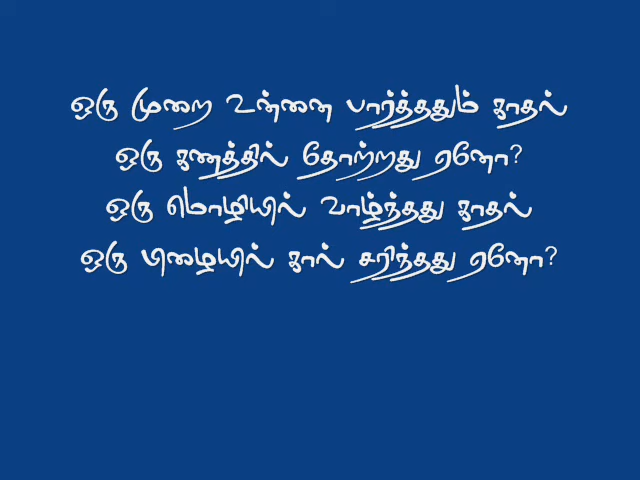 ஒரு முறை உன்னை பார்த்ததும் காதல்
ஒரு கணத்தில் தோற்றது ஏனோ?
ஒரு மொழியில் வாழ்ந்தது காதல்
ஒரு பிழையில் கால் சரிந்தது ஏனோ?